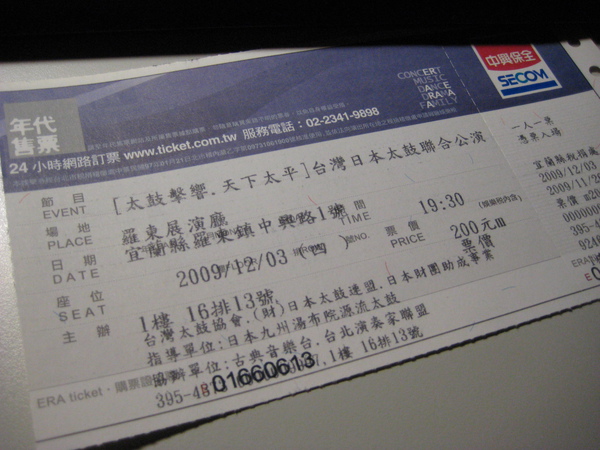 年代
售票
CONCERT
MUSIC
DANCE
DRAMA
FAMILY
中興保全
SECOM
24 小時網路訂票 www.ticket.com.tw 服務電話：02-2341-9898
節目 [太鼓擊響.天下太平]台灣日本太鼓聯合公演
EVENT
場地 羅東展演廳
PLACE 宜蘭縣羅東鎮中興路1號
時間 19:30
TIME
日期 2009/12/03 (四)
DATE
票價 200元
PRICE 票價
座位 1樓 16排13號
SEAT
主辦 台灣太鼓協會.(財)日本太鼓連盟.日本財團助成事業
指導單位:日本九州湯布院源流太鼓
協辦單位:古典音樂台.台北演奏家聯盟
1樓 16排13號
ERA ticket・購票證
01660613
一人一票
憑票入場
2009/12/03